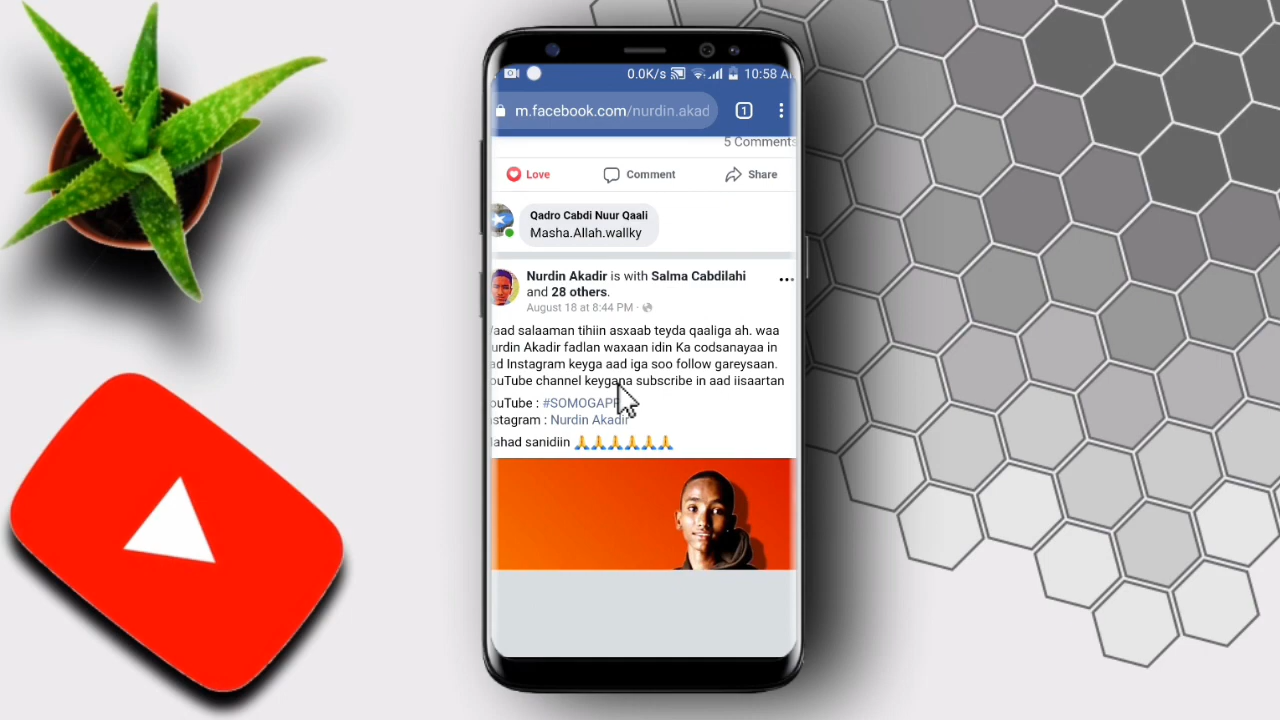 0.0K/s 10:58 A
m.facebook.com/nurdin.akad 1
5 Comments
Love Comment Share
Qadro Cabdi Nuur Qaali
Masha.Allah.wallky
Nurdin Akadir is with Salma Cabdilahi
and 28 others.
August 18 at 8:44 PM ·
aad salaaman tihiin asxaab teyda qaaliga ah. waa
urdin Akadir fadlan waxaan idin Ka codsanayaa in
ad Instagram keyga aad iga soo follow gareysaan.
ouTube channel keygana subscribe in aad iisaartan
ouTube : #SOMOGAPP
nstagram : Nurdin Akadir
ahad sanidiin 🙏🙏🙏🙏🙏🙏